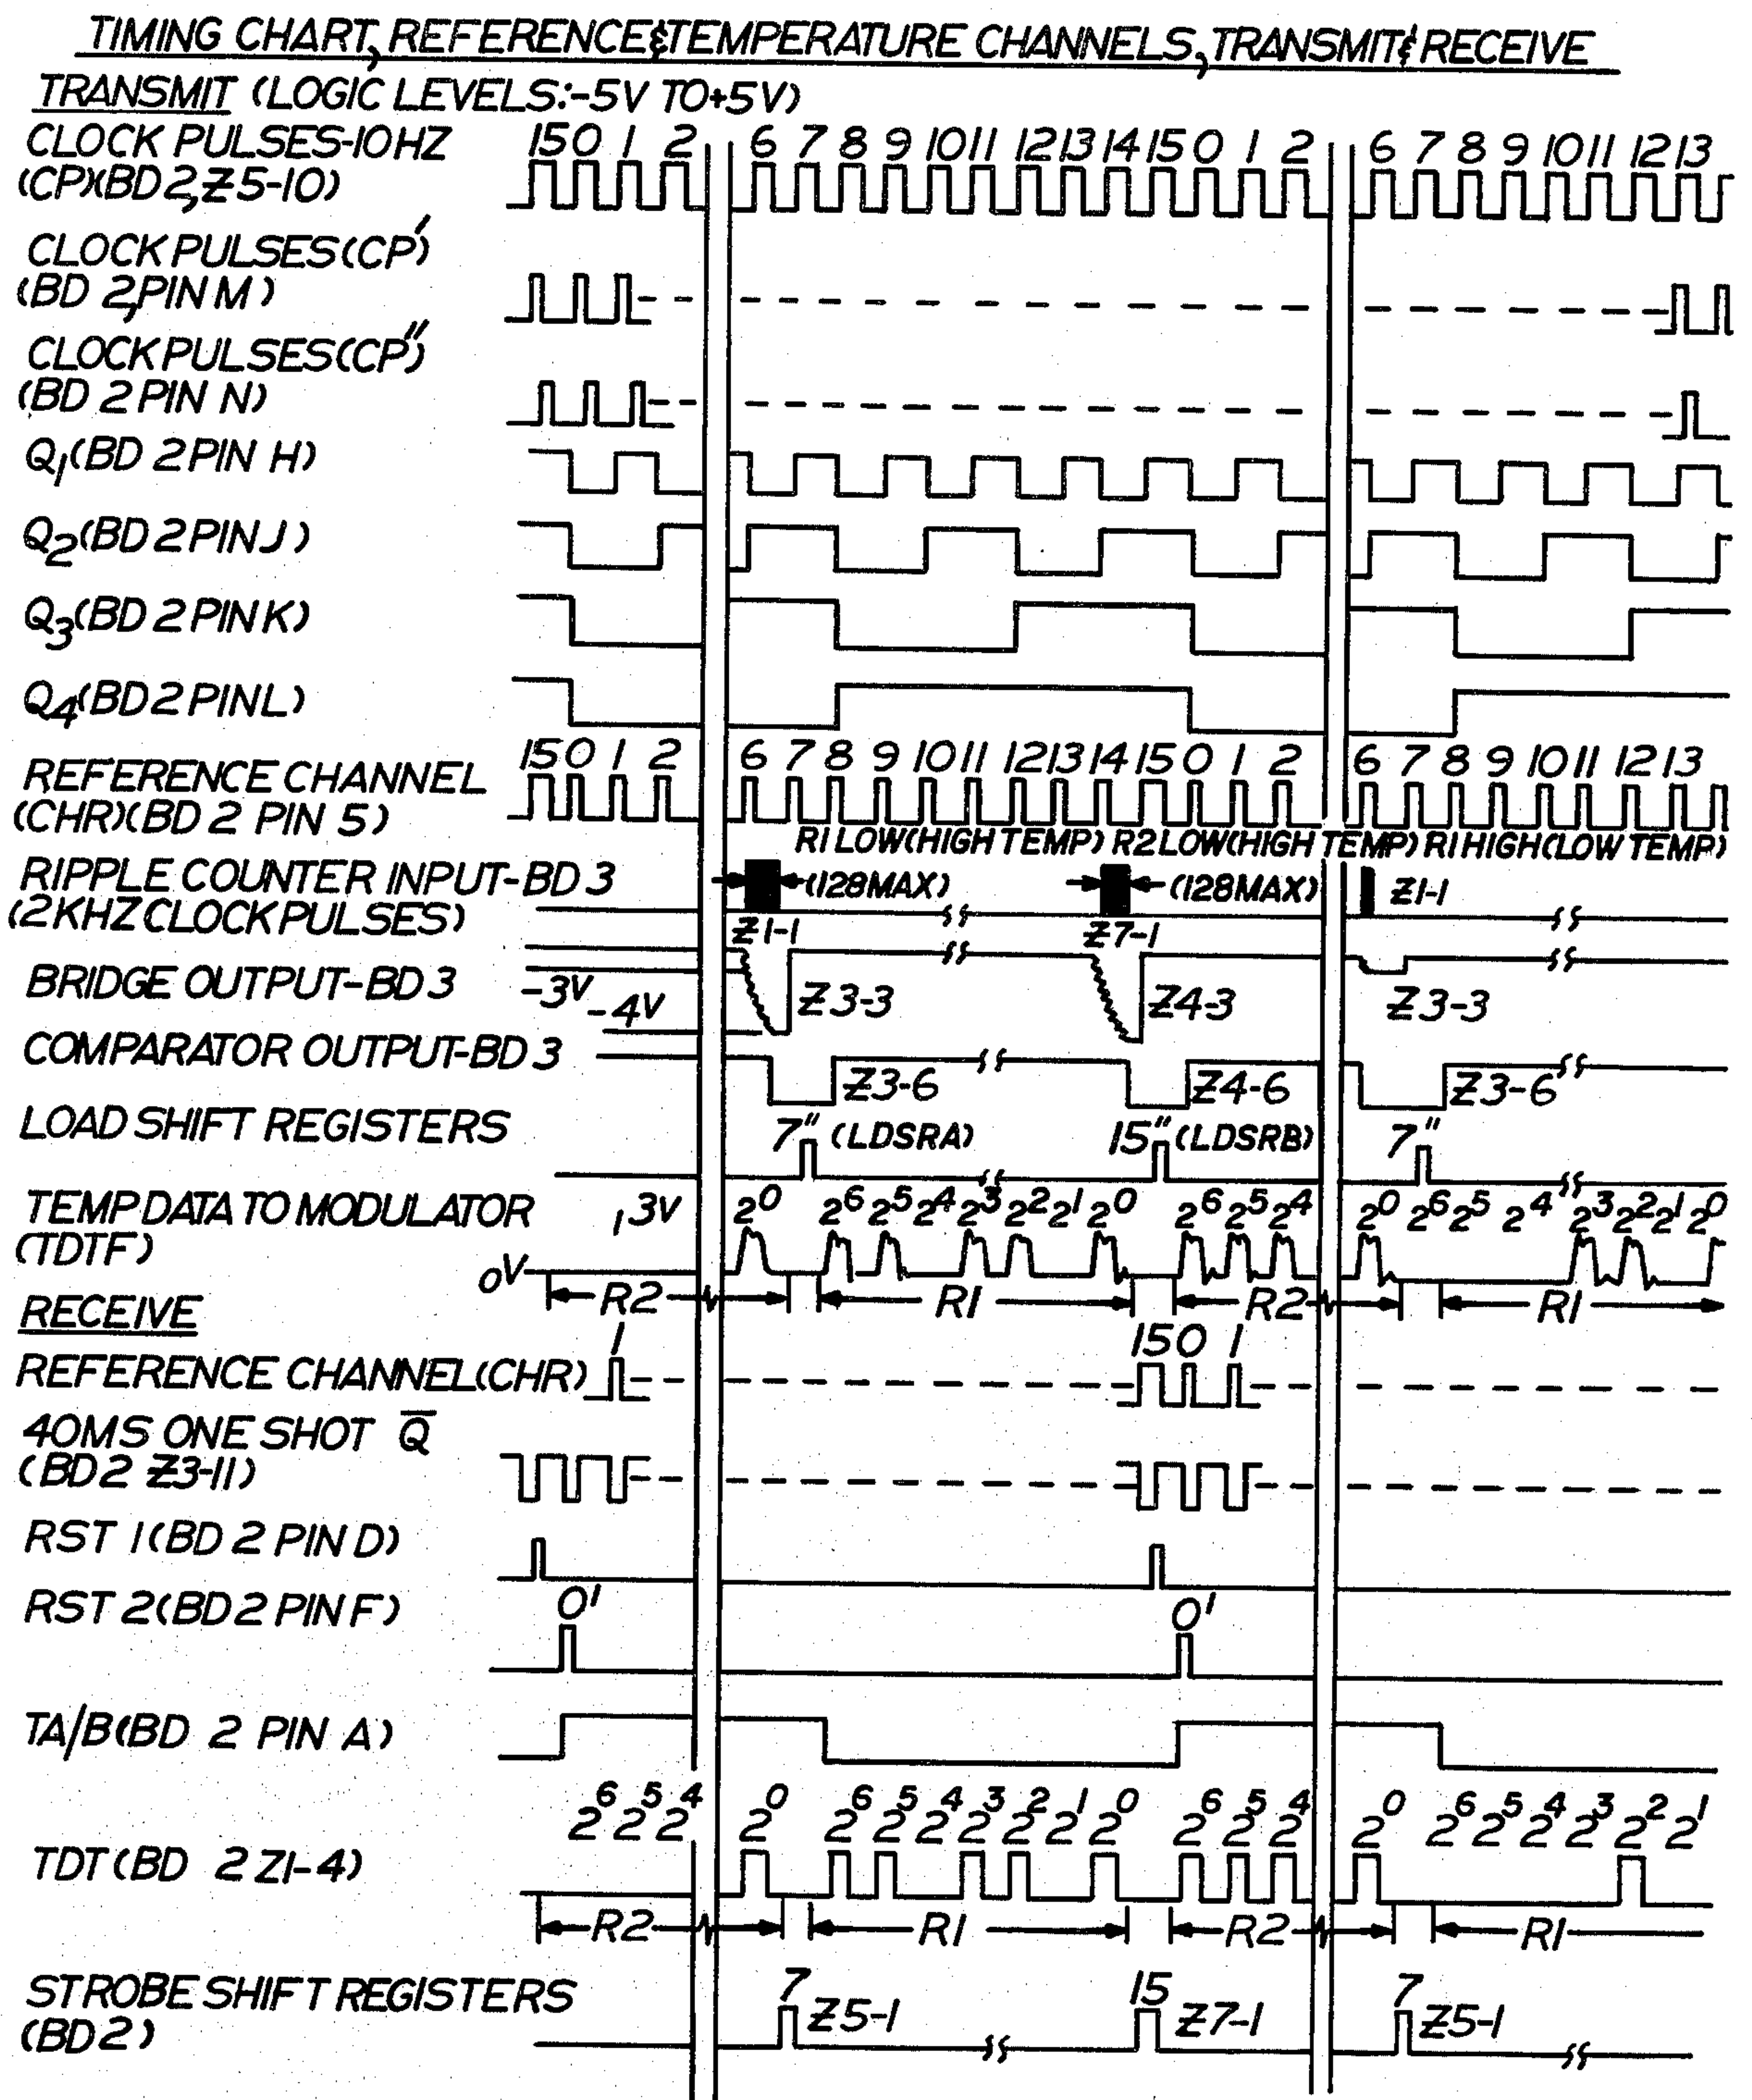 TIMING CHART, REFERENCE & TEMPERATURE CHANNELS, TRANSMIT & RECEIVE
TRANSMIT (LOGIC LEVELS:-5V TO+5V)
CLOCK PULSES-10HZ
(CP)(BD2,Z5-10)
15 0 1 2 6 7 8 9 10 11 12 13 14 15 0 1 2 6 7 8 9 10 11 12 13
CLOCK PULSES(CP')
(BD 2,PIN M)
CLOCK PULSES(CP")
(BD 2 PIN N)
Q1(BD 2 PIN H)
Q2(BD 2 PIN J)
Q3(BD 2 PIN K)
Q4(BD 2 PIN L)
15 0 1 2 6 7 8 9 10 11 12 13 14 15 0 1 2 6 7 8 9 10 11 12 13
REFERENCE CHANNEL
(CHR)(BD 2 PIN 5)
R1 LOW(HIGH TEMP) R2 LOW(HIGH TEMP) R1 HIGH(LOW TEMP)
RIPPLE COUNTER INPUT-BD 3
(2KHZ CLOCK PULSES)
(128MAX) (128MAX) Z1-1
Z1-1 Z7-1
BRIDGE OUTPUT-BD 3 -3V -4V Z3-3 Z4-3 Z3-3
COMPARATOR OUTPUT-BD 3 Z3-6 Z4-6 Z3-6
LOAD SHIFT REGISTERS 7" (LDSRA) 15" (LDSRB) 7"
TEMP DATA TO MODULATOR
(TDTF)
,3V 2^0 2^6 2^5 2^4 2^3 2^2 2^1 2^0 2^6 2^5 2^4 2^0 2^6 2^5 2^4 2^3 2^2 2^1 2^0
0V R2 R1 R2 R1
RECEIVE
REFERENCE CHANNEL(CHR) 1 15 0 1
40MS ONE SHOT Q̅
(BD2 Z3-11)
RST 1(BD 2 PIN D)
RST 2(BD 2 PIN F) 0' 0'
TA/B(BD 2 PIN A)
2^6 2^5 2^4 2^0 2^6 2^5 2^4 2^3 2^2 2^1 2^0 2^6 2^5 2^4 2^0 2^6 2^5 2^4 2^3 2^2 2^1
TDT(BD 2 Z1-4)
R2 R1 R2 R1
STROBE SHIFT REGISTERS
(BD2)
7 Z5-1 15 Z7-1 7 Z5-1